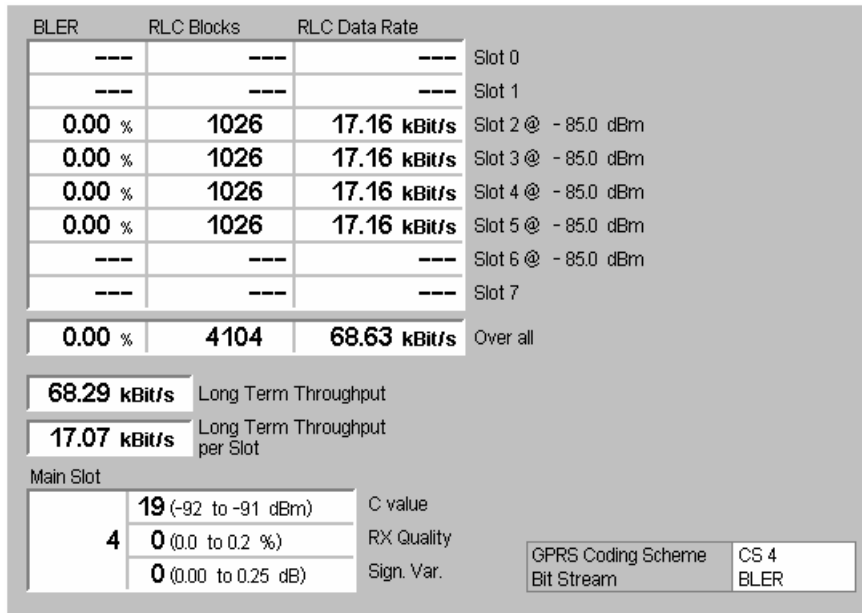 BLER RLC Blocks RLC Data Rate
--- --- --- Slot 0
--- --- --- Slot 1
0.00 % 1026 17.16 kBit/s Slot 2 @ - 85.0 dBm
0.00 % 1026 17.16 kBit/s Slot 3 @ - 85.0 dBm
0.00 % 1026 17.16 kBit/s Slot 4 @ - 85.0 dBm
0.00 % 1026 17.16 kBit/s Slot 5 @ - 85.0 dBm
--- --- --- Slot 6 @ - 85.0 dBm
--- --- --- Slot 7
0.00 % 4104 68.63 kBit/s Over all
68.29 kBit/s Long Term Throughput
17.07 kBit/s Long Term Throughput
per Slot
Main Slot
19 (-92 to -91 dBm) C value
4 0 (0.0 to 0.2 %) RX Quality
0 (0.00 to 0.25 dB) Sign. Var.
GPRS Coding Scheme CS 4
Bit Stream BLER